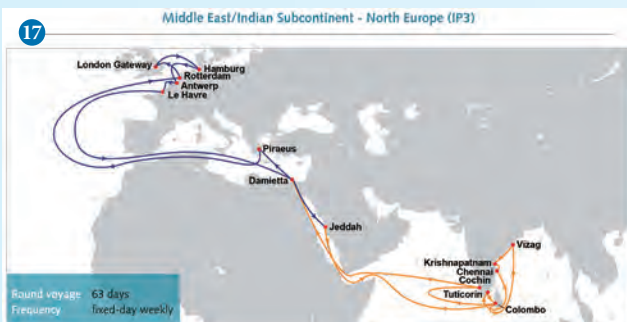 Middle East/Indian Subcontinent - North Europe (IP3)
17
London Gateway
Hamburg
Rotterdam
Antwerp
Le Havre
Piraeus
Damietta
Jeddah
Vizag
Krishnapatnam
Chennai
Cochin
Tuticorin
Colombo
Round voyage 63 days
Frequency fixed-day weekly